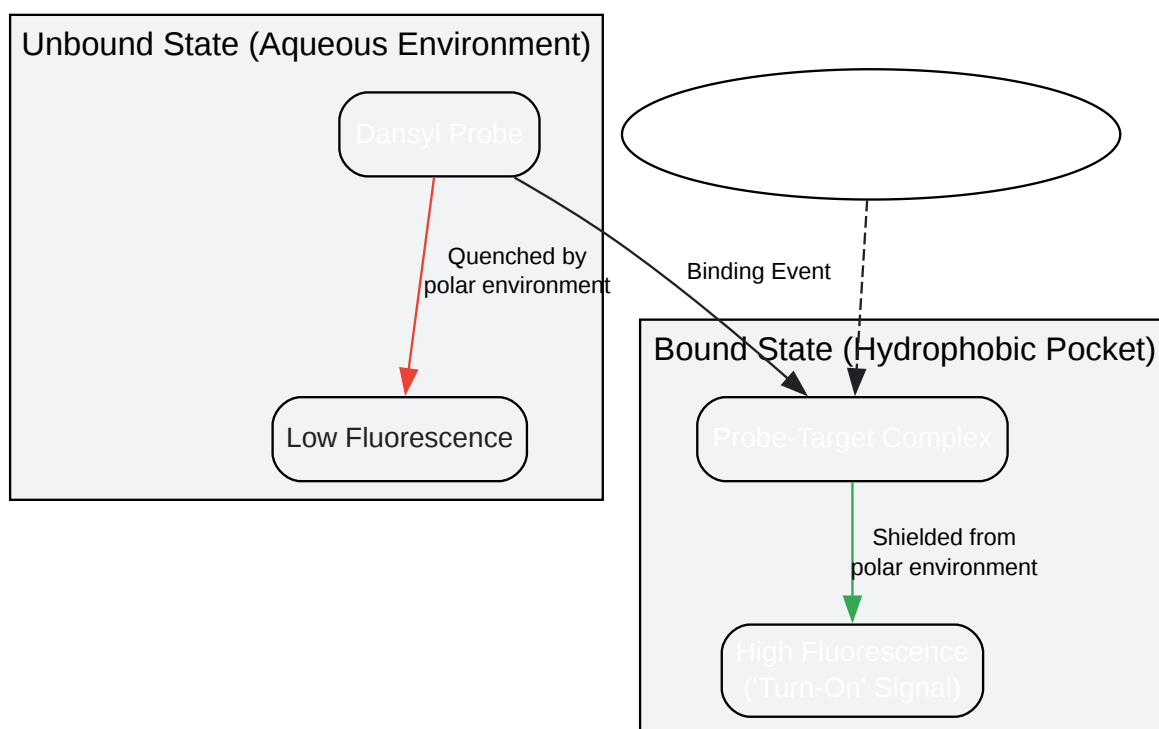 Unbound State (Aqueous Environment)
Dansyl Probe
Quenched by
polar environment
Low Fluorescence
Binding Event
Bound State (Hydrophobic Pocket)
Probe-Target Complex
Shielded from
polar environment
High Fluorescence
('Turn-On' Signal)